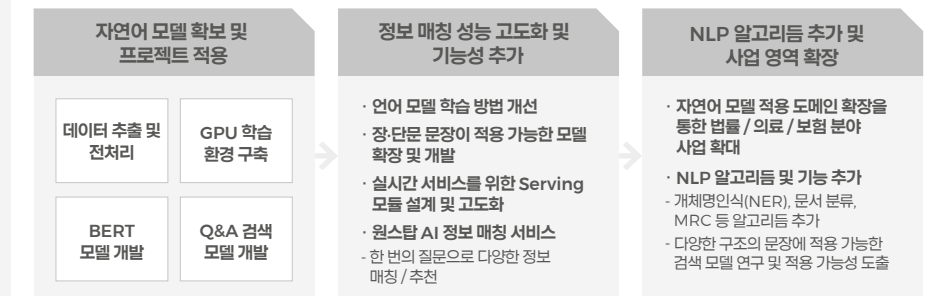 자연어 모델 확보 및
프로젝트 적용
데이터 추출 및
전처리
GPU 학습
환경 구축
BERT
모델 개발
Q&A 검색
모델 개발
정보 매칭 성능 고도화 및
기능성 추가
· 언어 모델 학습 방법 개선
· 장·단문 문장이 적용 가능한 모델
확장 및 개발
· 실시간 서비스를 위한 Serving
모듈 설계 및 고도화
· 원스탑 AI 정보 매칭 서비스
- 한 번의 질문으로 다양한 정보
매칭 / 추천
NLP 알고리듬 추가 및
사업 영역 확장
· 자연어 모델 적용 도메인 확장을
통한 법률 / 의료 / 보험 분야
사업 확대
· NLP 알고리듬 및 기능 추가
- 개체명인식(NER), 문서 분류,
MRC 등 알고리듬 추가
- 다양한 구조의 문장에 적용 가능한
검색 모델 연구 및 적용 가능성 도출